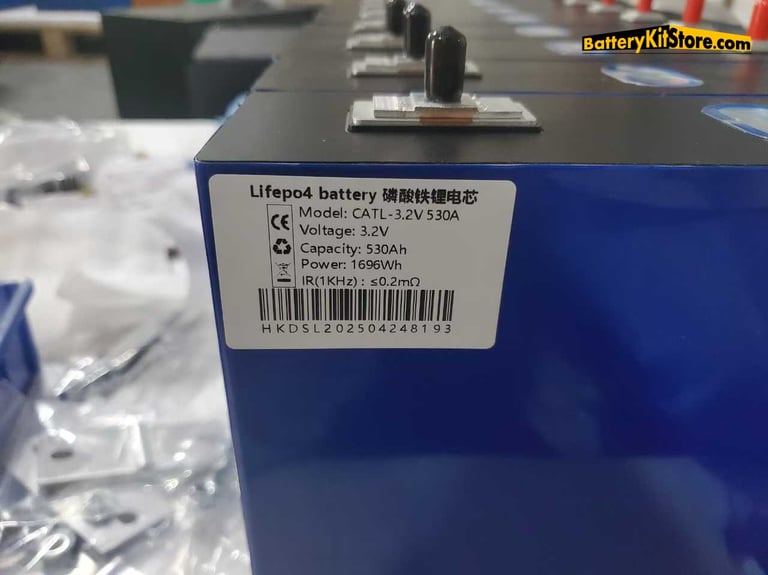 BatteryKitStore.com
Lifepo4 battery 磷酸铁锂电芯
Model: CATL-3.2V 530A
Voltage: 3.2V
Capacity: 530Ah
Power: 1696Wh
IR(1KHz) : ≤0.2mΩ
HKDSL202504248193